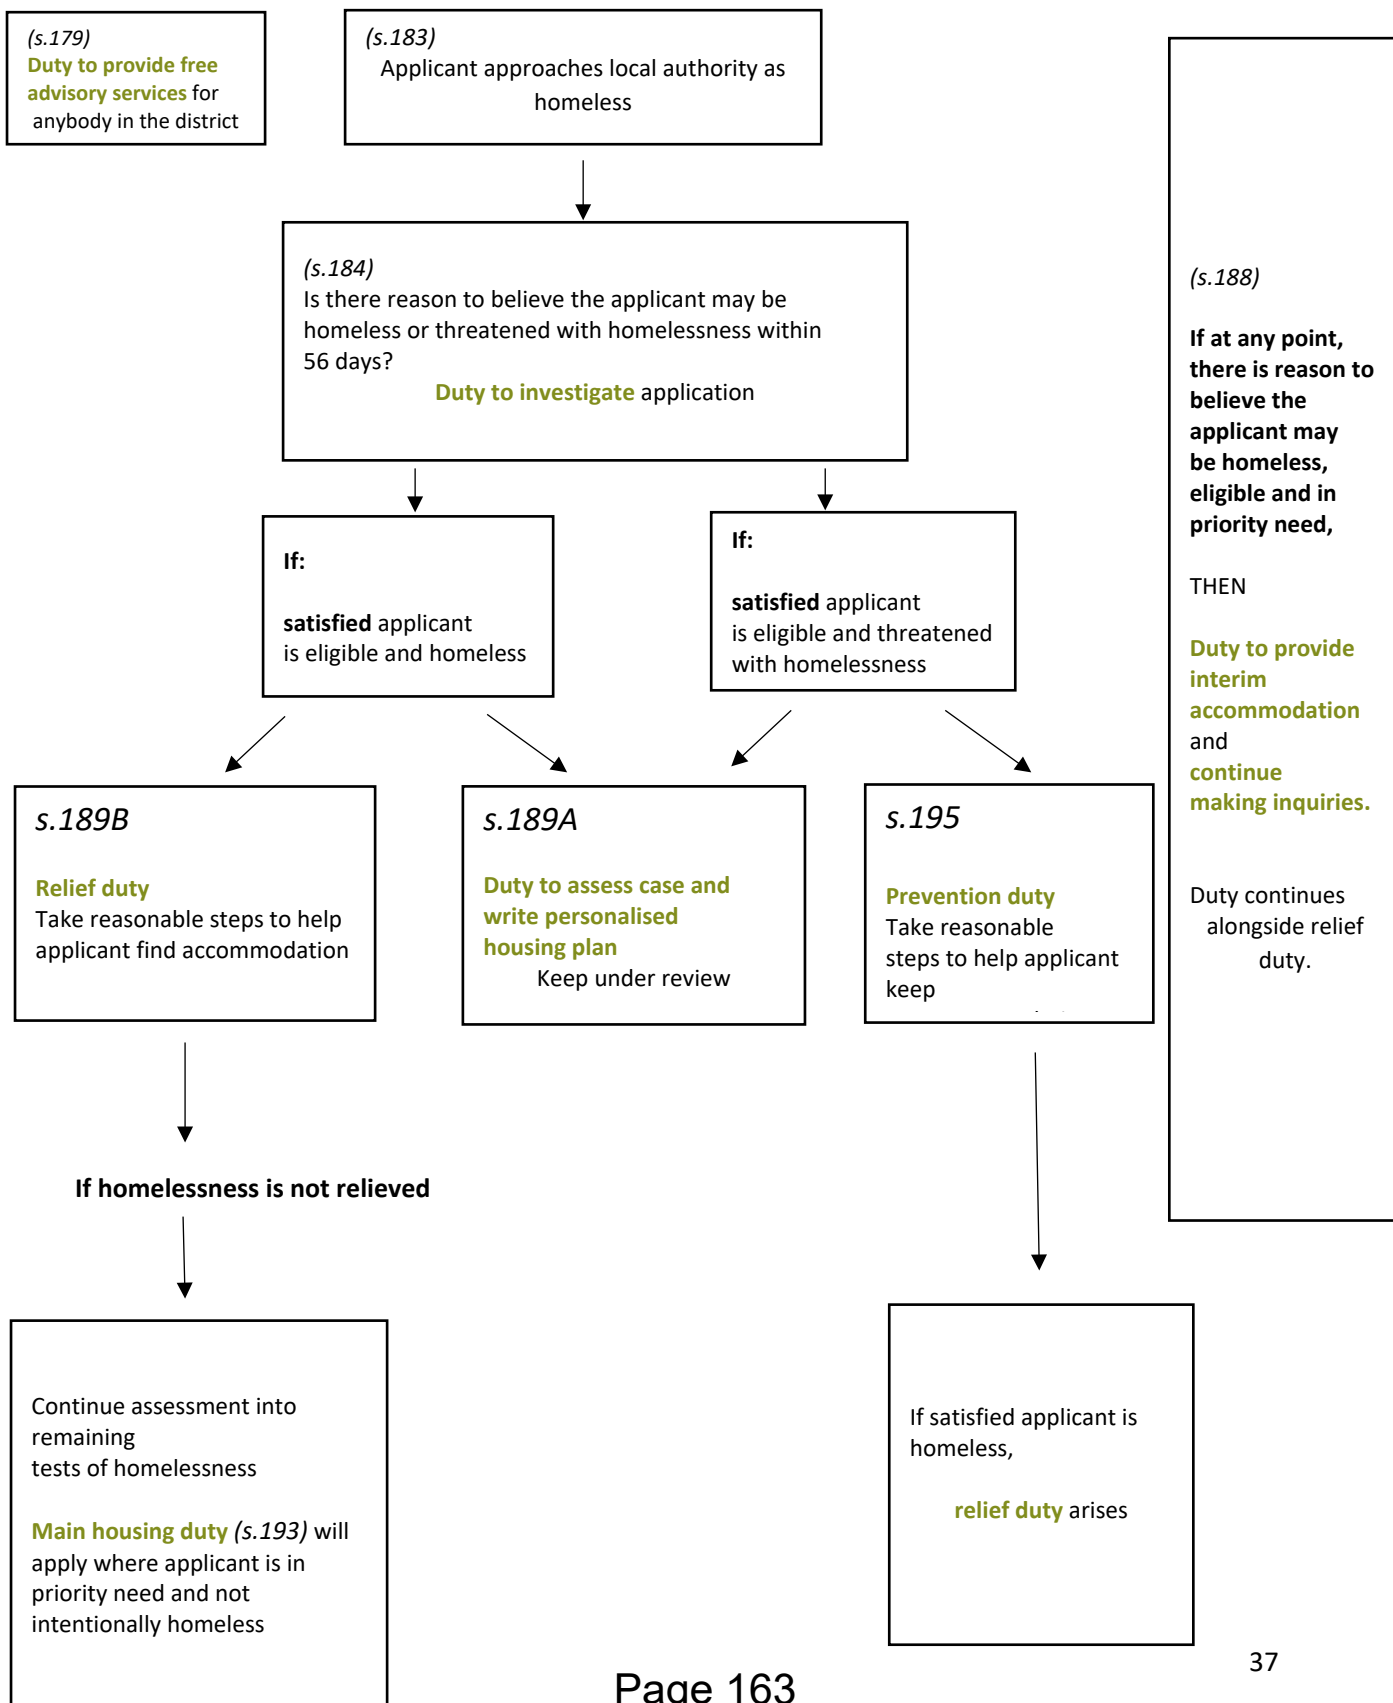 (s.179)
Duty to provide free
advisory services for
anybody in the district
(s.183)
Applicant approaches local authority as
homeless
(s.184)
Is there reason to believe the applicant may be
homeless or threatened with homelessness within
56 days?
Duty to investigate application
If:
satisfied applicant
is eligible and homeless
If:
satisfied applicant
is eligible and threatened
with homelessness
s.189B
Relief duty
Take reasonable steps to help
applicant find accommodation
s.189A
Duty to assess case and
write personalised
housing plan
Keep under review
s.195
Prevention duty
Take reasonable
steps to help applicant
keep
(s.188)
If at any point,
there is reason to
believe the
applicant may
be homeless,
eligible and in
priority need,
THEN
Duty to provide
interim
accommodation
and
continue
making inquiries.
Duty continues
alongside relief
duty.
If homelessness is not relieved
Continue assessment into
remaining
tests of homelessness
Main housing duty (s.193) will
apply where applicant is in
priority need and not
intentionally homeless
If satisfied applicant is
homeless,
relief duty arises
37
Page 163